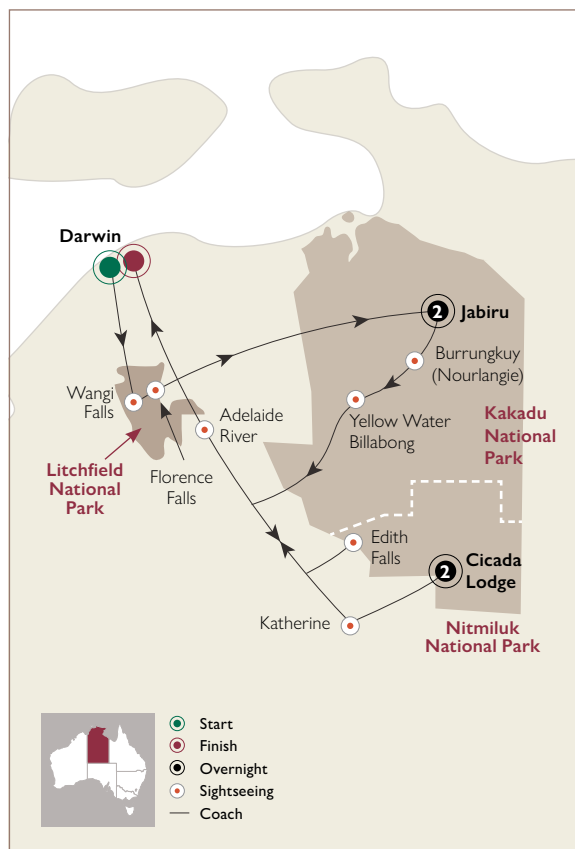 Darwin
2
Jabiru
Burrungkuy
(Nourlangie)
Wangi
Falls
Adelaide
River
Yellow Water
Billabong
Kakadu
National
Park
Litchfield
National
Park
Florence
Falls
Edith
Falls
2
Cicada
Lodge
Katherine
Nitmiluk
National Park
Start
Finish
Overnight
Sightseeing
Coach